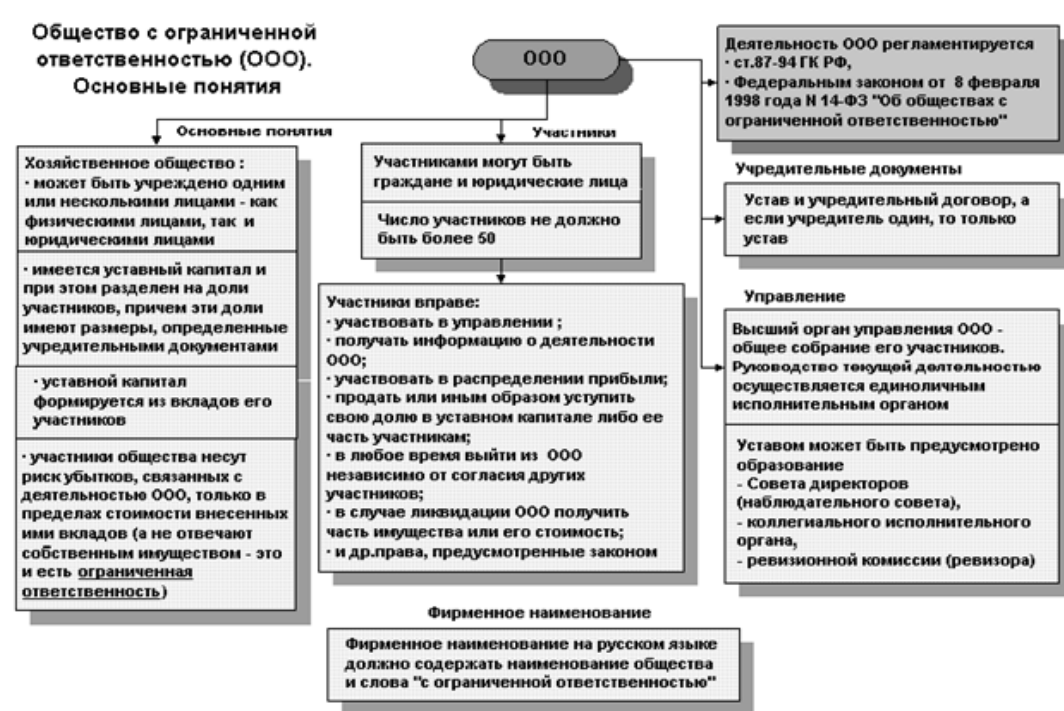 Общество с ограниченной
ответственностью (ООО).
Основные понятия
ООО
Деятельность ООО регламентируется
· ст.87-94 ГК РФ,
· Федеральным законом от 8 февраля
1998 года N 14-ФЗ "Об обществах с
ограниченной ответственностью"
Основные понятия
Хозяйственное общество :
· может быть учреждено одним
или несколькими лицами - как
физическими лицами, так и
юридическими лицами
· имеется уставный капитал и
при этом разделен на доли
участников, причем эти доли
имеют размеры, определенные
учредительными документами
· уставной капитал
формируется из вкладов его
участников
· участники общества несут
риск убытков, связанных с
деятельностью ООО, только в
пределах стоимости внесенных
ими вкладов (а не отвечают
собственным имуществом - это
и есть ограниченная
ответственность)
Участники
Участниками могут быть
граждане и юридические лица
Число участников не должно
быть более 50
Участники вправе:
· участвовать в управлении ;
· получать информацию о деятельности
ООО;
· участвовать в распределении прибыли;
· продать или иным образом уступить
свою долю в уставном капитале либо ее
часть участникам;
· в любое время выйти из ООО
независимо от согласия других
участников;
· в случае ликвидации ООО получить
часть имущества или его стоимость;
· и др.права, предусмотренные законом
Учредительные документы
Устав и учредительный договор, а
если учредитель один, то только
устав
Управление
Высший орган управления ООО -
общее собрание его участников.
Руководство текущей деятельностью
осуществляется единоличным
исполнительным органом
Уставом может быть предусмотрено
образование
- Совета директоров
(наблюдательного совета),
- коллегиального исполнительного
органа,
- ревизионной комиссии (ревизора)
Фирменное наименование
Фирменное наименование на русском языке
должно содержать наименование общества
и слова "с ограниченной ответственностью"